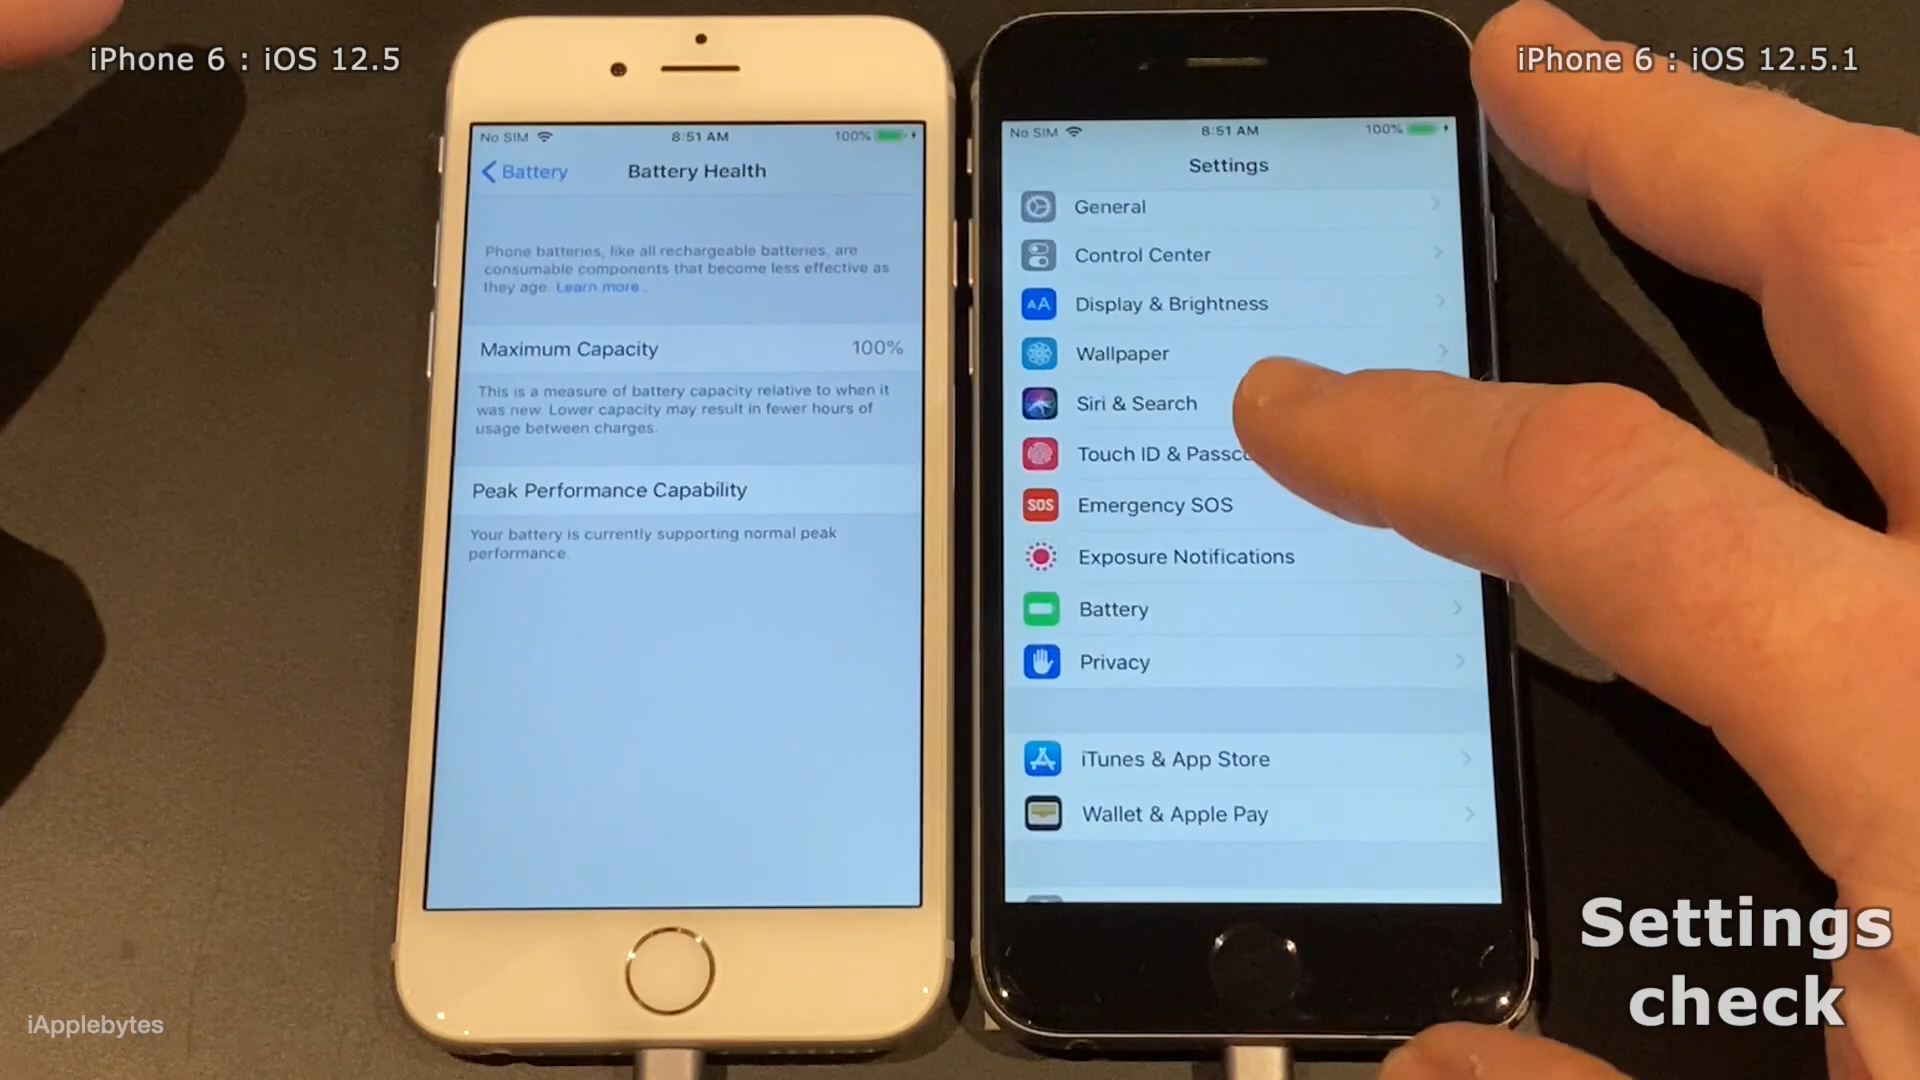 iPhone 6 : iOS 12.5
iPhone 6 : iOS 12.5.1
No SIM
8:51 AM
100%
Battery
Battery Health
Phone batteries, like all rechargeable batteries, are
consumable components that become less effective as
they age. Learn more...
Maximum Capacity
100%
This is a measure of battery capacity relative to when it
was new. Lower capacity may result in fewer hours of
usage between charges.
Peak Performance Capability
Your battery is currently supporting normal peak
performance.
No SIM
8:51 AM
100%
Settings
General
Control Center
AA
Display & Brightness
Wallpaper
Siri & Search
Touch ID & Passco
SOS
Emergency SOS
Exposure Notifications
Battery
Privacy
iTunes & App Store
Wallet & Apple Pay
Settings
check
iApplebytes